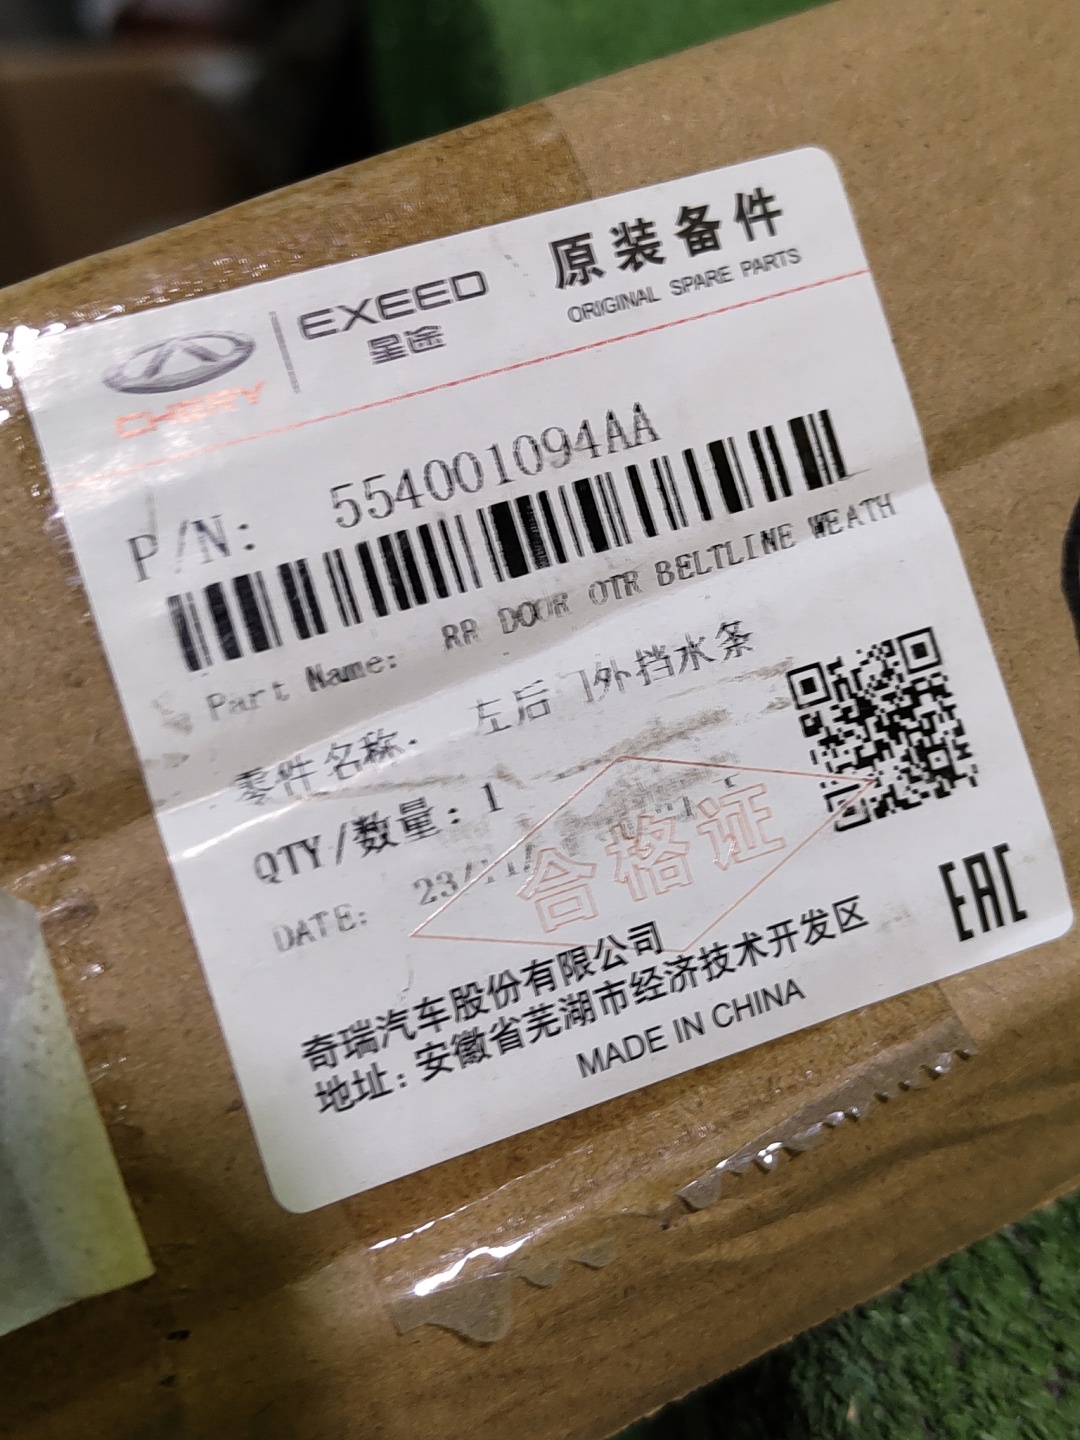 CHERY
EXEED
星途
原装备件
ORIGINAL SPARE PARTS
P/N: 554001094AA
Part Name: RR DOOR OTR BELTLINE WEATH
零件名称: 左后门外挡水条
QTY/数量: 1
DATE: 23/11/
合格证
奇瑞汽车股份有限公司
地址: 安徽省芜湖市经济技术开发区
MADE IN CHINA
EAC